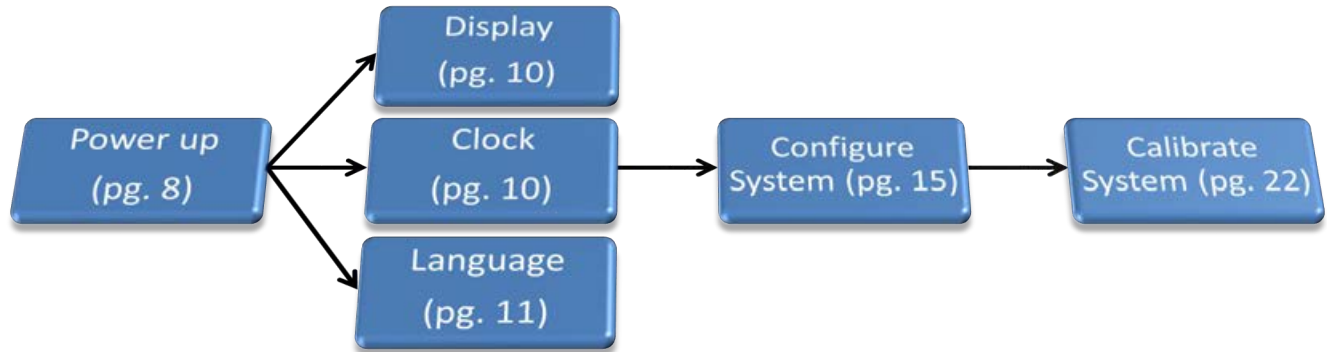 Power up
(pg. 8)
Display
(pg. 10)
Clock
(pg. 10)
Language
(pg. 11)
Configure
System (pg. 15)
Calibrate
System (pg. 22)